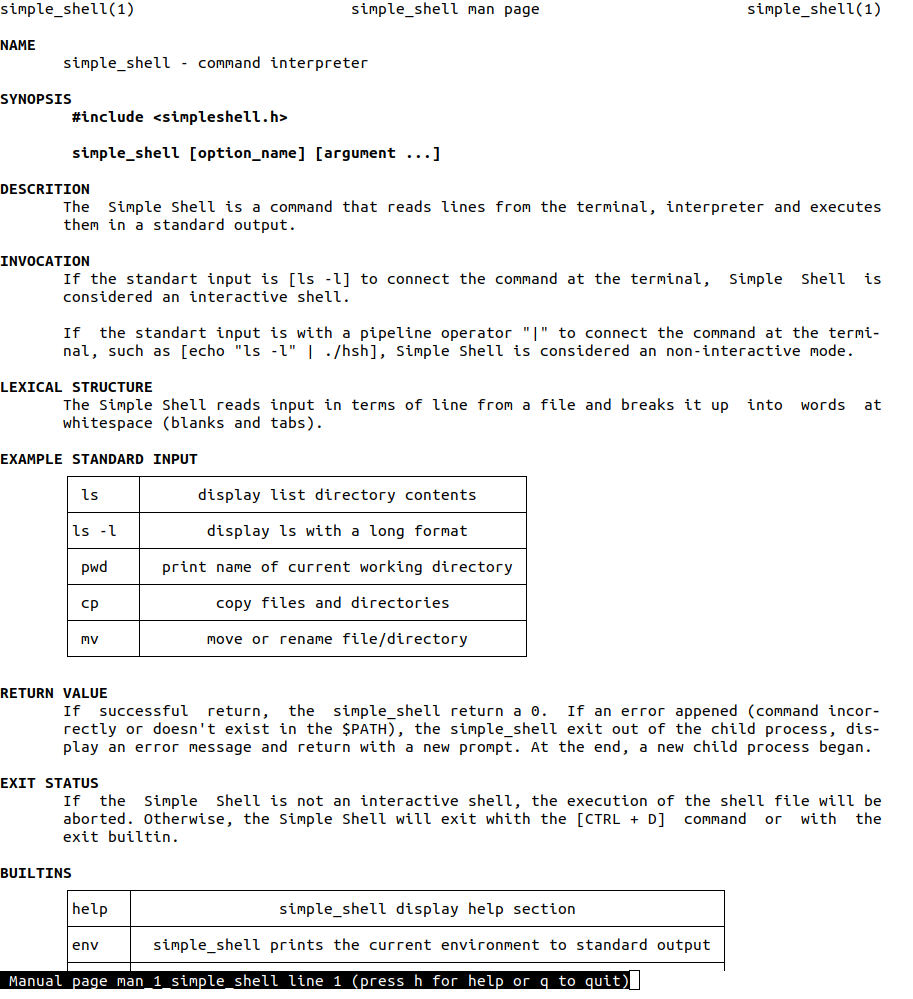 simple_shell(1) simple_shell man page simple_shell(1)
NAME
simple_shell - command interpreter
SYNOPSIS
#include <simpleshell.h>
simple_shell [option_name] [argument ...]
DESCRITION
The Simple Shell is a command that reads lines from the terminal, interpreter and executes
them in a standard output.
INVOCATION
If the standart input is [ls -l] to connect the command at the terminal, Simple Shell is
considered an interactive shell.
If the standart input is with a pipeline operator "|" to connect the command at the termi-
nal, such as [echo "ls -l" | ./hsh], Simple Shell is considered an non-interactive mode.
LEXICAL STRUCTURE
The Simple Shell reads input in terms of line from a file and breaks it up into words at
whitespace (blanks and tabs).
EXAMPLE STANDARD INPUT
ls display list directory contents
ls -l display ls with a long format
pwd print name of current working directory
cp copy files and directories
mv move or rename file/directory
RETURN VALUE
If successful return, the simple_shell return a 0. If an error appened (command incor-
rectly or doesn't exist in the $PATH), the simple_shell exit out of the child process, dis-
play an error message and return with a new prompt. At the end, a new child process began.
EXIT STATUS
If the Simple Shell is not an interactive shell, the execution of the shell file will be
aborted. Otherwise, the Simple Shell will exit whith the [CTRL + D] command or with the
exit builtin.
BUILTINS
help simple_shell display help section
env simple_shell prints the current environment to standard output
Manual page man_1_simple_shell line 1 (press h for help or q to quit)